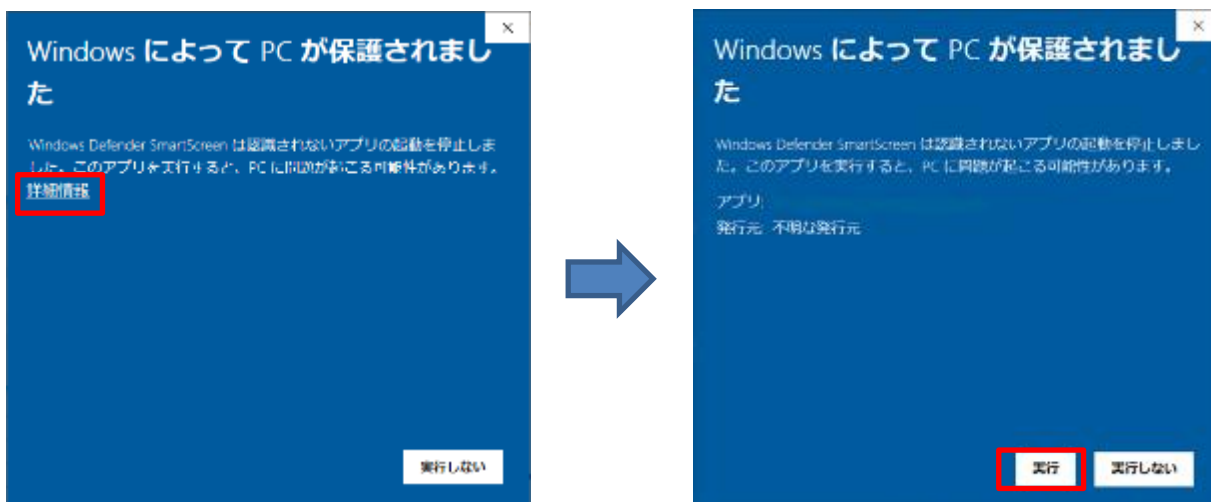 ×
Windows によって PC が保護されまし
た
Windows Defender SmartScreen は認識されないアプリの起動を停止しま
した。このアプリを実行すると、PC に問題が起こる可能性があります。
詳細情報
実行しない
×
Windows によって PC が保護されまし
た
Windows Defender SmartScreen は認識されないアプリの起動を停止しまし
た。このアプリを実行すると、PC に問題が起こる可能性があります。
アプリ:
発行元: 不明な発行元
実行
実行しない